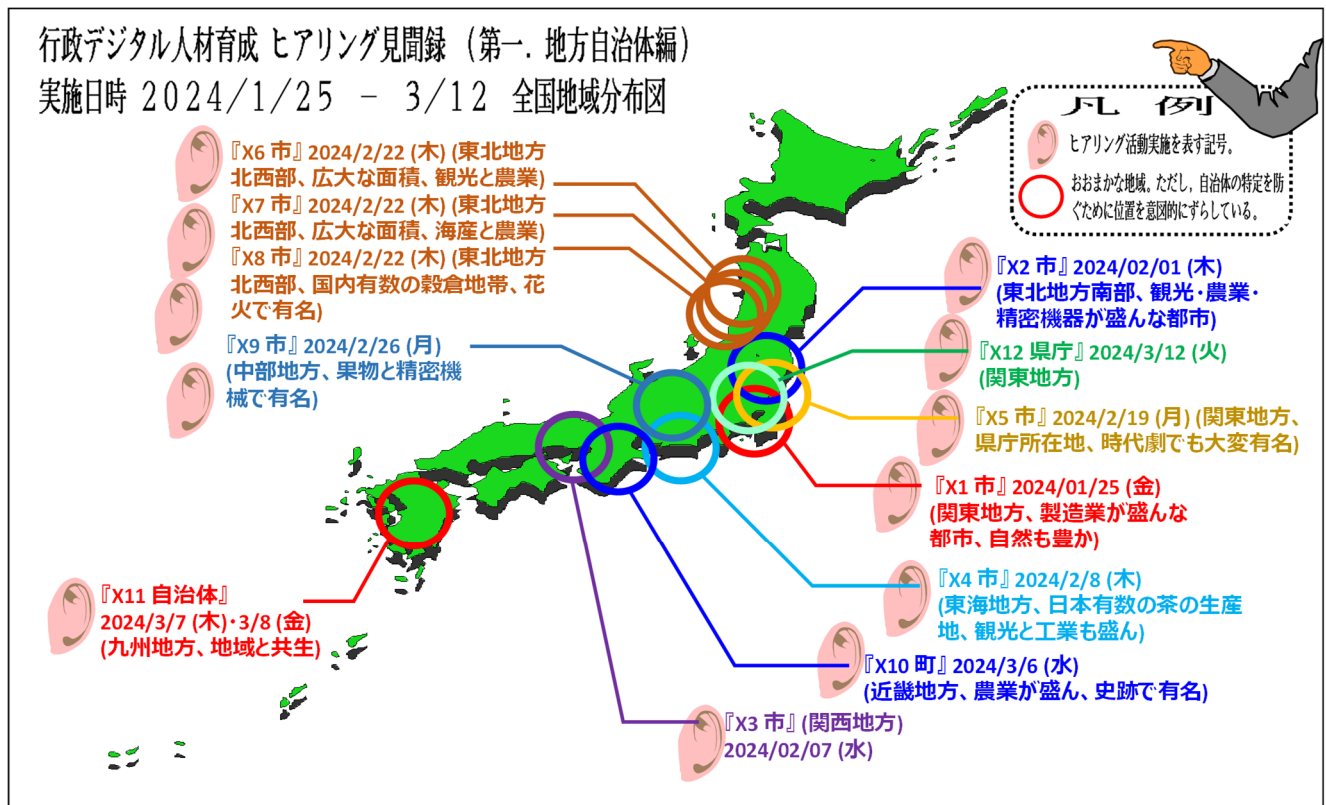 行政デジタル人材育成 ヒアリング見聞録 (第一. 地方自治体編)
実施日時 2024/1/25 － 3/12 全国地域分布図
凡 例
ヒアリング活動実施を表す記号。
おおまかな地域。ただし, 自治体の特定を防
ぐために位置を意図的にずらしている。
『X6 市』 2024/2/22 (木) (東北地方
北西部、広大な面積、観光と農業)
『X7 市』 2024/2/22 (木) (東北地方
北西部、広大な面積、海産と農業)
『X8 市』 2024/2/22 (木) (東北地方
北西部、国内有数の穀倉地帯、花
火で有名)
『X9 市』 2024/2/26 (月)
(中部地方、果物と精密機
械で有名)
『X2 市』 2024/02/01 (木)
(東北地方南部、観光・農業・
精密機器が盛んな都市)
『X12 県庁』 2024/3/12 (火)
(関東地方)
『X5 市』 2024/2/19 (月) (関東地方、
県庁所在地、時代劇でも大変有名)
『X1 市』 2024/01/25 (金)
(関東地方、製造業が盛んな
都市、自然も豊か)
『X4 市』 2024/2/8 (木)
(東海地方、日本有数の茶の生産
地、観光と工業も盛ん)
『X10 町』 2024/3/6 (水)
(近畿地方、農業が盛ん、史跡で有名)
『X3 市』 (関西地方)
2024/02/07 (水)
『X11 自治体』
2024/3/7 (木)・3/8 (金)
(九州地方、地域と共生)